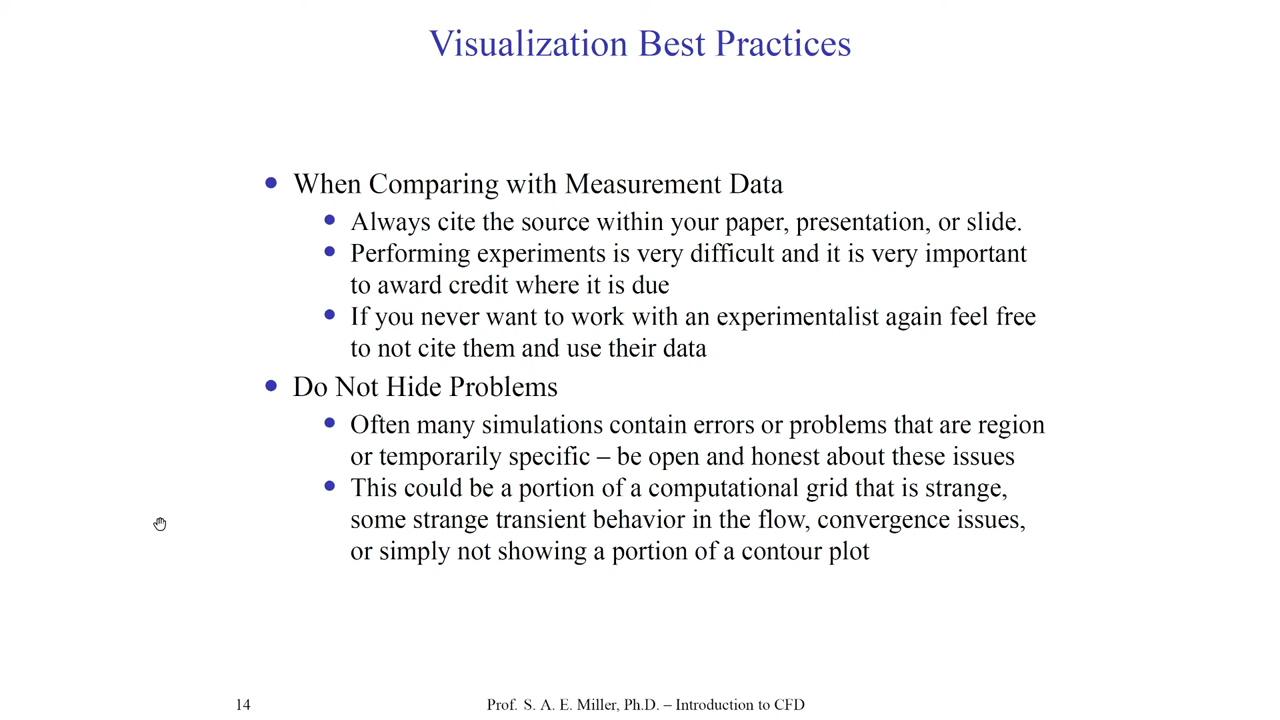 Visualization Best Practices
When Comparing with Measurement Data
Always cite the source within your paper, presentation, or slide.
Performing experiments is very difficult and it is very important
to award credit where it is due
If you never want to work with an experimentalist again feel free
to not cite them and use their data
Do Not Hide Problems
Often many simulations contain errors or problems that are region
or temporarily specific – be open and honest about these issues
This could be a portion of a computational grid that is strange,
some strange transient behavior in the flow, convergence issues,
or simply not showing a portion of a contour plot
14 Prof. S. A. E. Miller, Ph.D. – Introduction to CFD